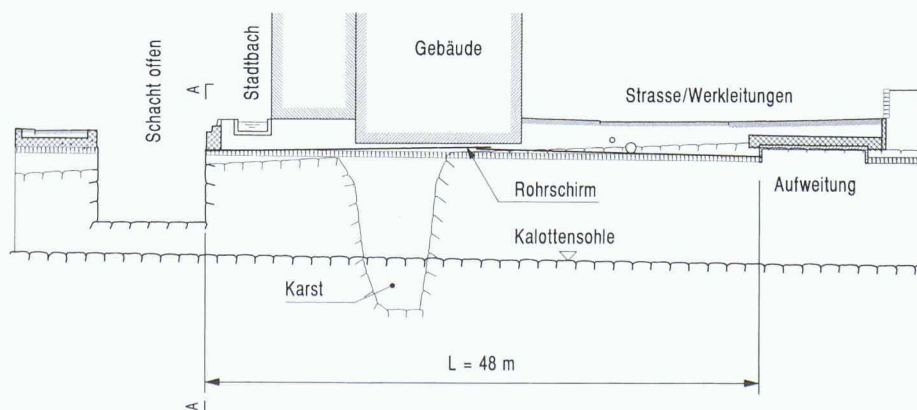 Schacht offen
A
Stadtbach
Gebäude
Strasse/Werkleitungen
Rohrschirm
Aufweitung
Kalottensohle
Karst
L = 48 m
A